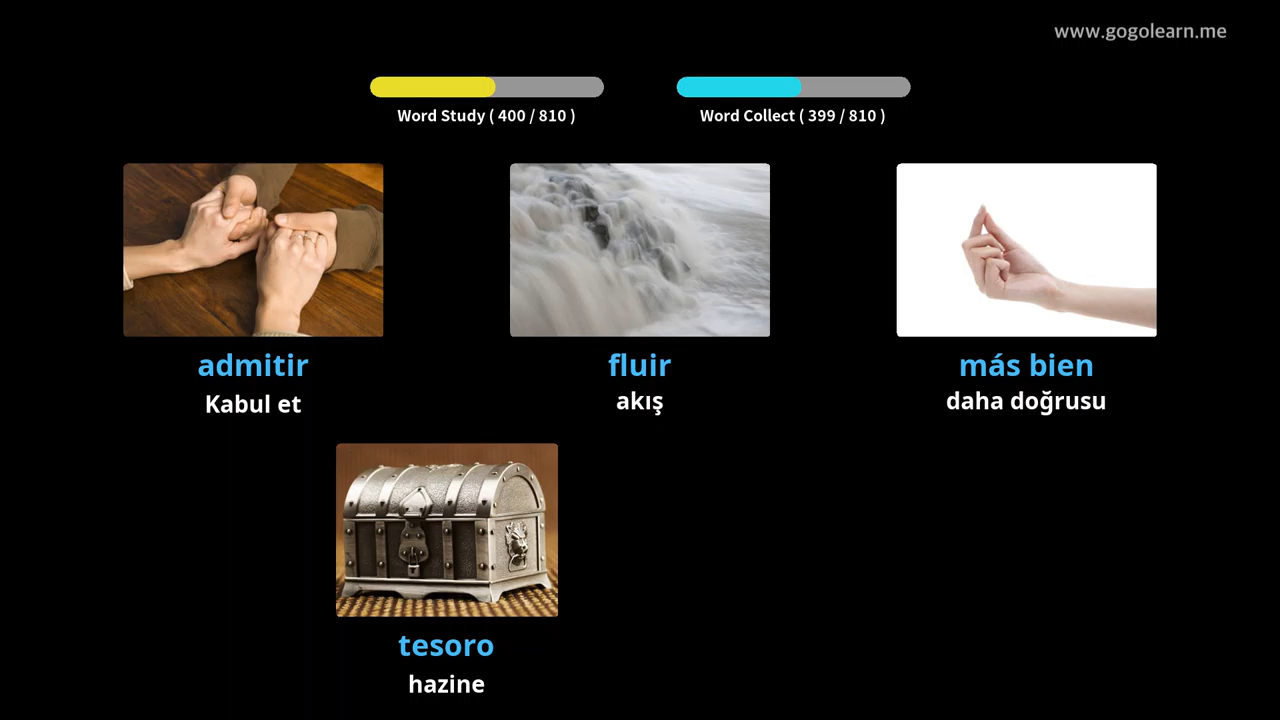 www.gogolearn.me
Word Study ( 400 / 810 )
Word Collect ( 399 / 810 )
admitir
Kabul et
fluir
akış
más bien
daha doğrusu
tesoro
hazine